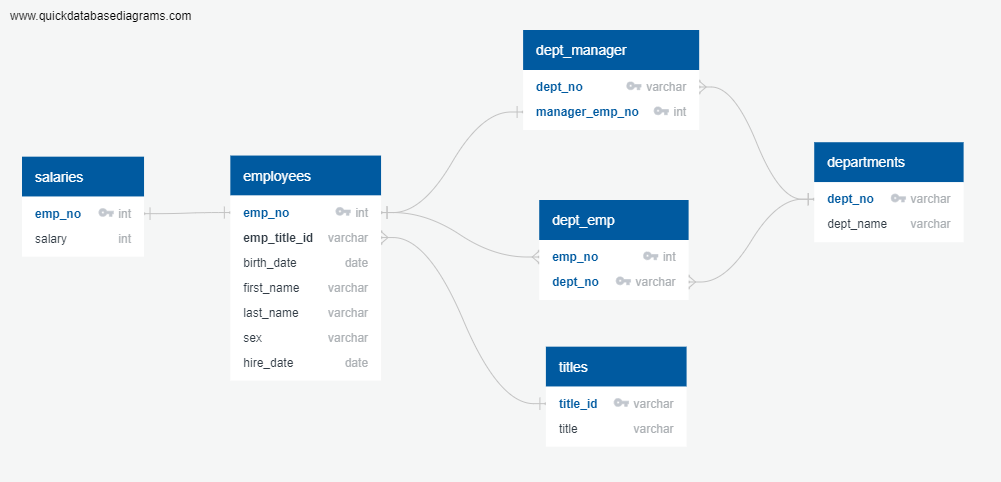 www.quickdatabasediagrams.com
dept_manager
dept_no varchar
manager_emp_no int
salaries
emp_no int
salary int
employees
emp_no int
emp_title_id varchar
birth_date date
first_name varchar
last_name varchar
sex varchar
hire_date date
dept_emp
emp_no int
dept_no varchar
departments
dept_no varchar
dept_name varchar
titles
title_id varchar
title varchar